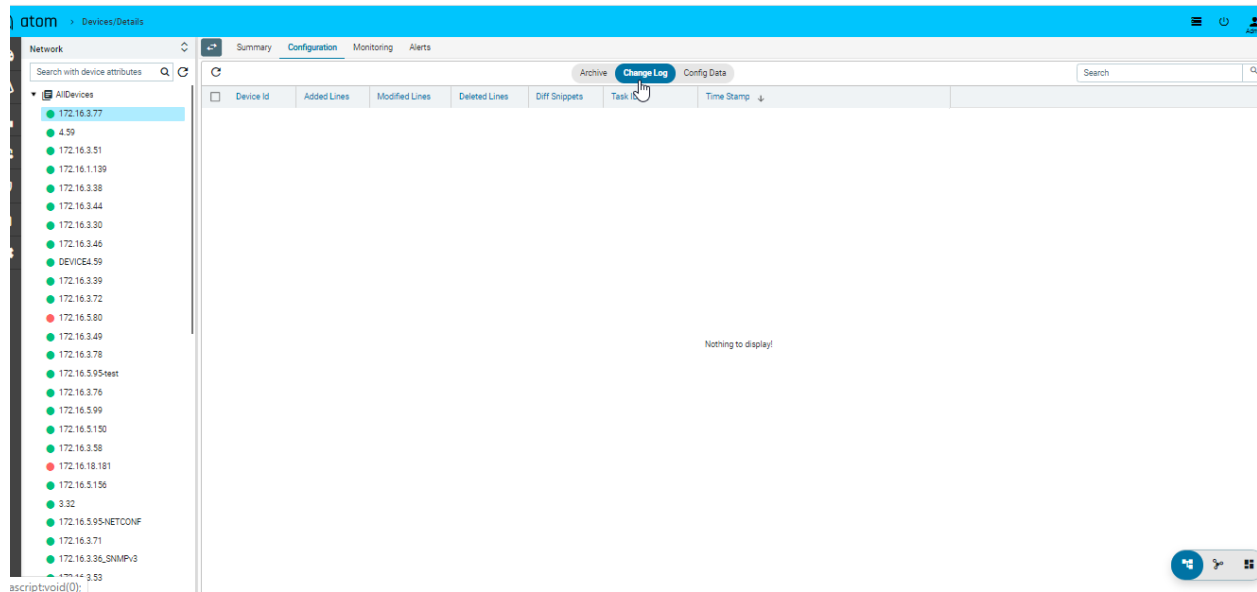 atom > Devices/Details
Admi
Network
Summary Configuration Monitoring Alerts
Search with device attributes
Archive Change Log Config Data
Search
AllDevices
Device Id Added Lines Modified Lines Deleted Lines Diff Snippets Task Time Stamp
172.16.3.77
4.59
172.16.3.51
172.16.1.139
172.16.3.38
172.16.3.44
172.16.3.30
172.16.3.46
DEVICE4.59
172.16.3.39
172.16.3.72
172.16.5.80
172.16.3.49
Nothing to display!
172.16.3.78
172.16.5.95-test
172.16.3.76
172.16.5.99
172.16.5.150
172.16.3.58
172.16.18.181
172.16.5.156
3.32
172.16.5.95-NETCONF
172.16.3.71
172.16.3.36_SNMPv3
172.16.3.53
ascript:void(0);